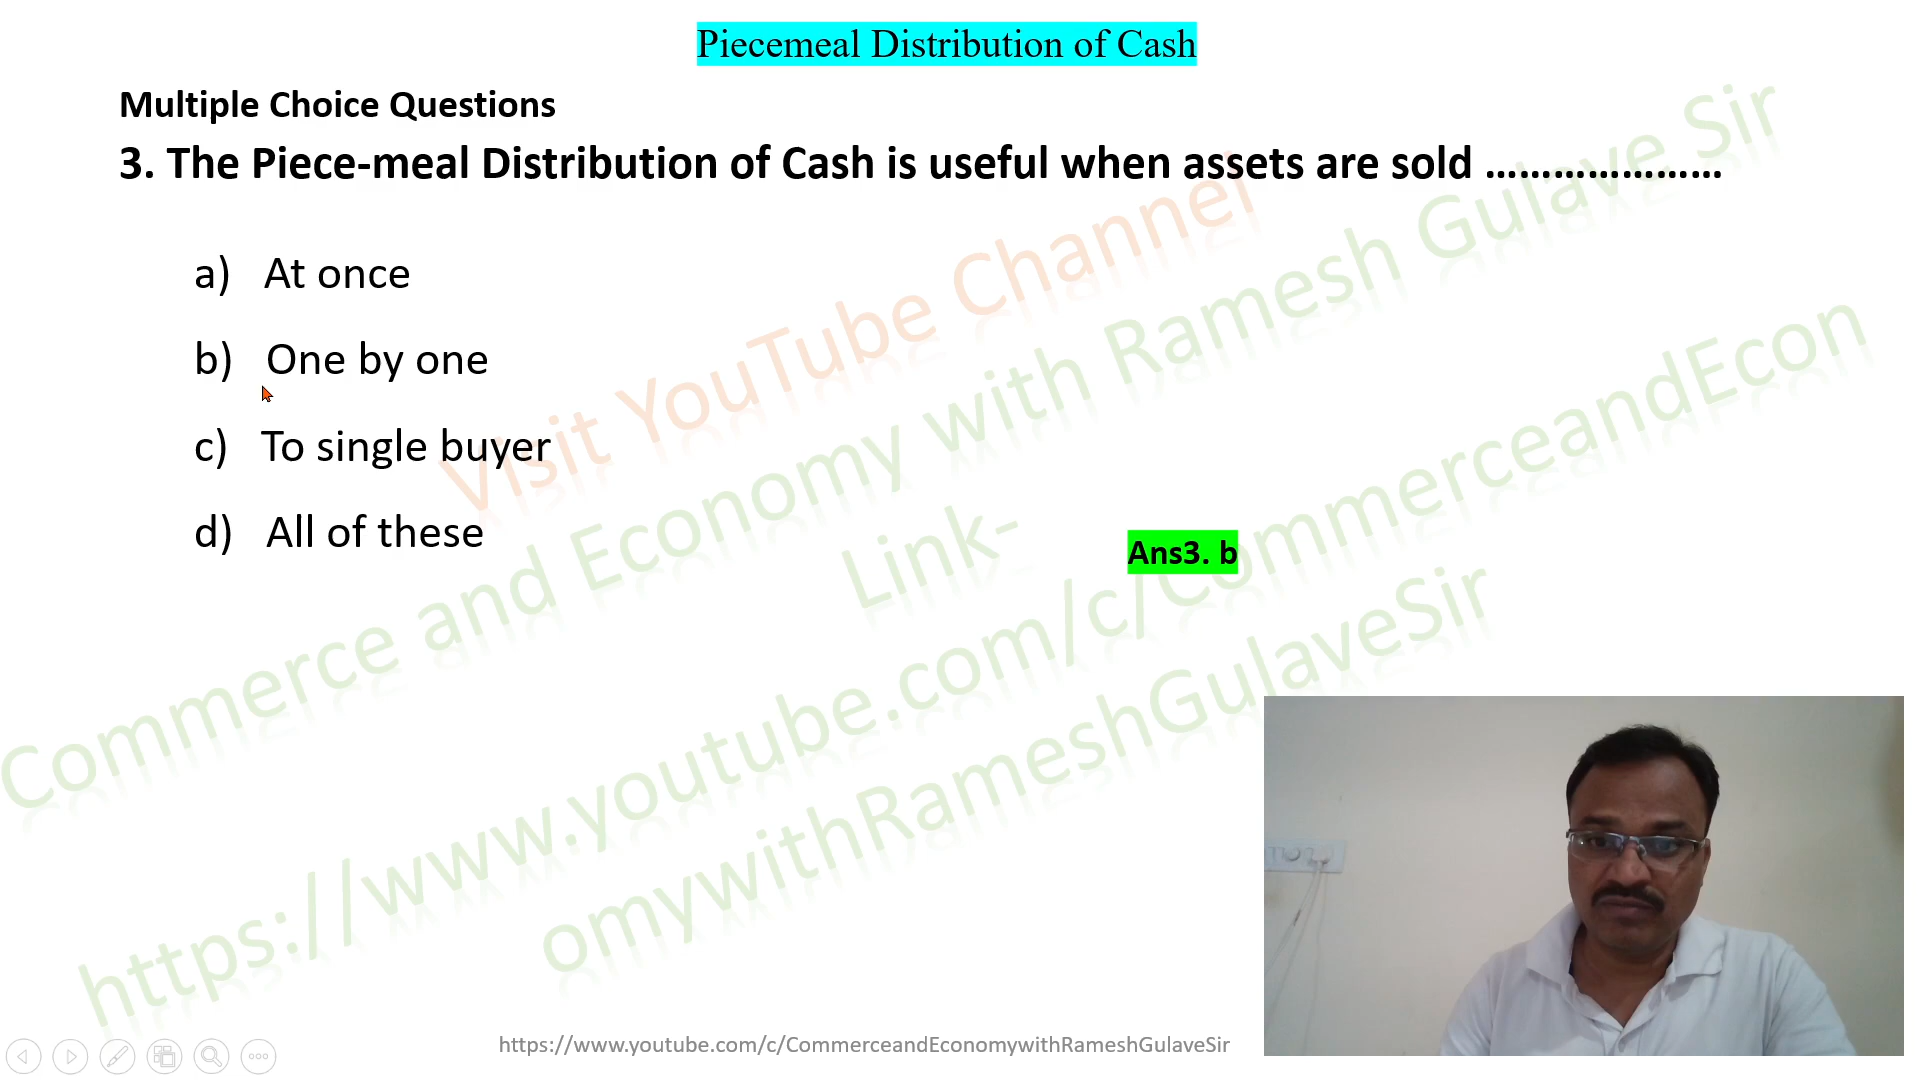 Piecemeal Distribution of Cash
Multiple Choice Questions
3. The Piece-meal Distribution of Cash is useful when assets are sold …………………
a) At once
b) One by one
c) To single buyer
d) All of these
Ans3. b
Visit YouTube Channel
Commerce and Economy with Ramesh Gulave Sir
Link-
https://www.youtube.com/c/CommerceandEcon
omywithRameshGulaveSir
https://www.youtube.com/c/CommerceandEconomywithRameshGulaveSir